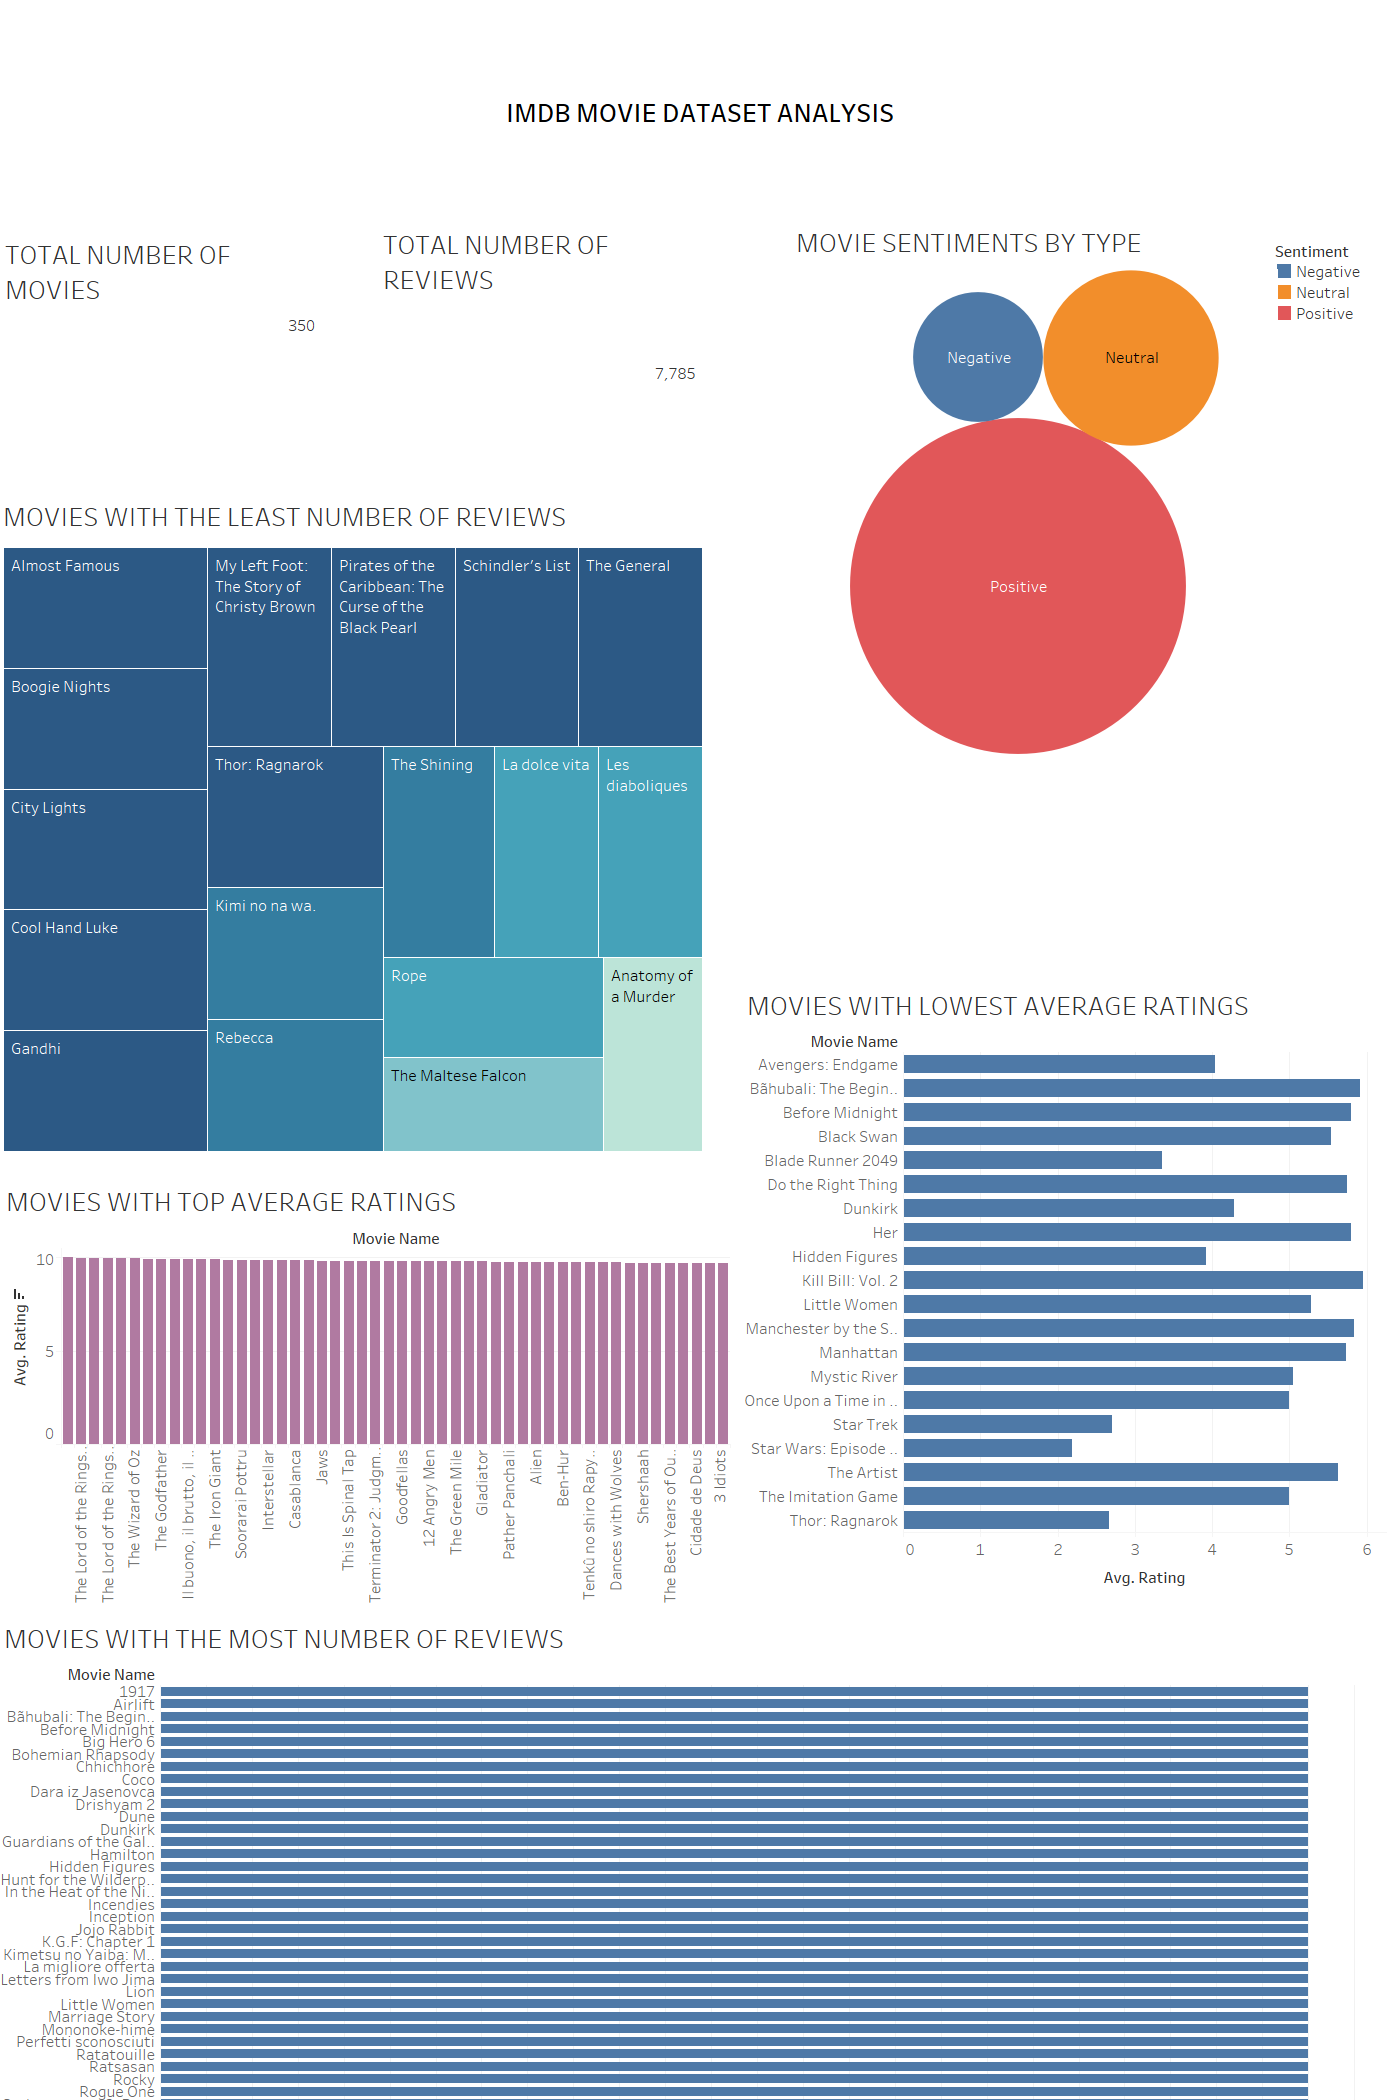 IMDB MOVIE DATASET ANALYSIS
TOTAL NUMBER OF
MOVIES
350
TOTAL NUMBER OF
REVIEWS
7,785
MOVIE SENTIMENTS BY TYPE
Sentiment
Negative
Neutral
Positive
Negative
Neutral
Positive
MOVIES WITH THE LEAST NUMBER OF REVIEWS
Almost Famous
Boogie Nights
City Lights
Cool Hand Luke
Gandhi
My Left Foot:
The Story of
Christy Brown
Pirates of the
Caribbean: The
Curse of the
Black Pearl
Schindler's List
The General
Thor: Ragnarok
Kimi no na wa.
Rebecca
The Shining
La dolce vita
Les
diaboliques
Rope
The Maltese Falcon
Anatomy of
a Murder
MOVIES WITH LOWEST AVERAGE RATINGS
Movie Name
Avengers: Endgame
Bãhubali: The Begin..
Before Midnight
Black Swan
Blade Runner 2049
Do the Right Thing
Dunkirk
Her
Hidden Figures
Kill Bill: Vol. 2
Little Women
Manchester by the S..
Manhattan
Mystic River
Once Upon a Time in ..
Star Trek
Star Wars: Episode ..
The Artist
The Imitation Game
Thor: Ragnarok
0 1 2 3 4 5 6
Avg. Rating
MOVIES WITH TOP AVERAGE RATINGS
Movie Name
10
5
0
Avg. Rating
The Lord of the Rings..
The Lord of the Rings..
The Wizard of Oz
The Godfather
Il buono, il brutto, il ..
The Iron Giant
Soorarai Pottru
Interstellar
Casablanca
Jaws
This Is Spinal Tap
Terminator 2: Judgm..
Goodfellas
12 Angry Men
The Green Mile
Gladiator
Pather Panchali
Alien
Ben-Hur
Tenkû no shiro Rapy..
Dances with Wolves
Shershaah
The Best Years of Ou..
Cidade de Deus
3 Idiots
MOVIES WITH THE MOST NUMBER OF REVIEWS
Movie Name
1917
Airlift
Bãhubali: The Begin..
Before Midnight
Big Hero 6
Bohemian Rhapsody
Chhichhore
Coco
Dara iz Jasenovca
Drishyam 2
Dune
Dunkirk
Guardians of the Gal..
Hamilton
Hidden Figures
Hunt for the Wilderp..
In the Heat of the Ni..
Incendies
Inception
Jojo Rabbit
K.G.F: Chapter 1
Kimetsu no Yaiba: M..
La migliore offerta
Letters from Iwo Jima
Lion
Little Women
Marriage Story
Mononoke-hime
Perfetti sconosciuti
Ratatouille
Ratsasan
Rocky
Rogue One